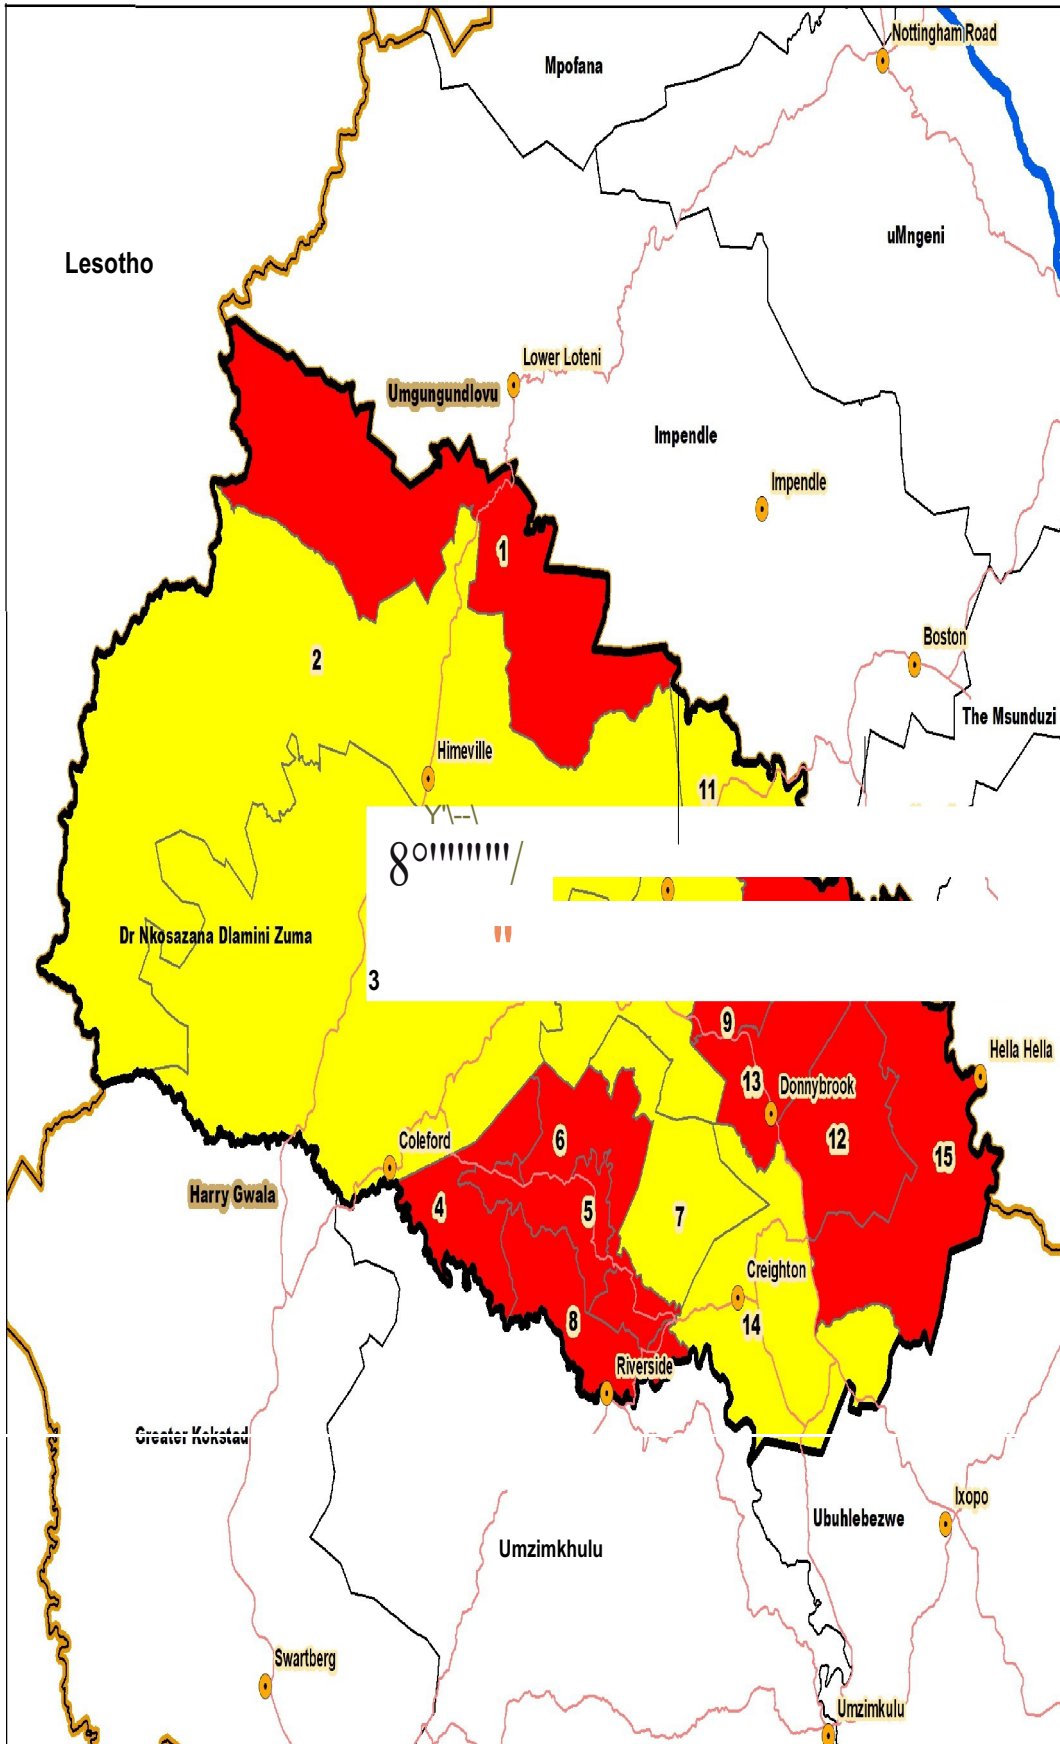 Nottingham Road
Mpofana
uMngeni
Lesotho
Lower Loteni
Umgungundlovu
Impendle
Impendle
1
Boston
2
The Msunduzi
Himeville
11
Y'\--\
8°'''''''''''''''''/
Dr Nkosazana Dlamini Zuma
"
3
9
Hella Hella
13
Donnybrook
6
12
Coleford
15
Harry Gwala
4
5
7
Creighton
8
14
Riverside
Greater Kokstad
Ixopo
Ubuhlebezwe
Umzimkhulu
Swartberg
Umzimkulu